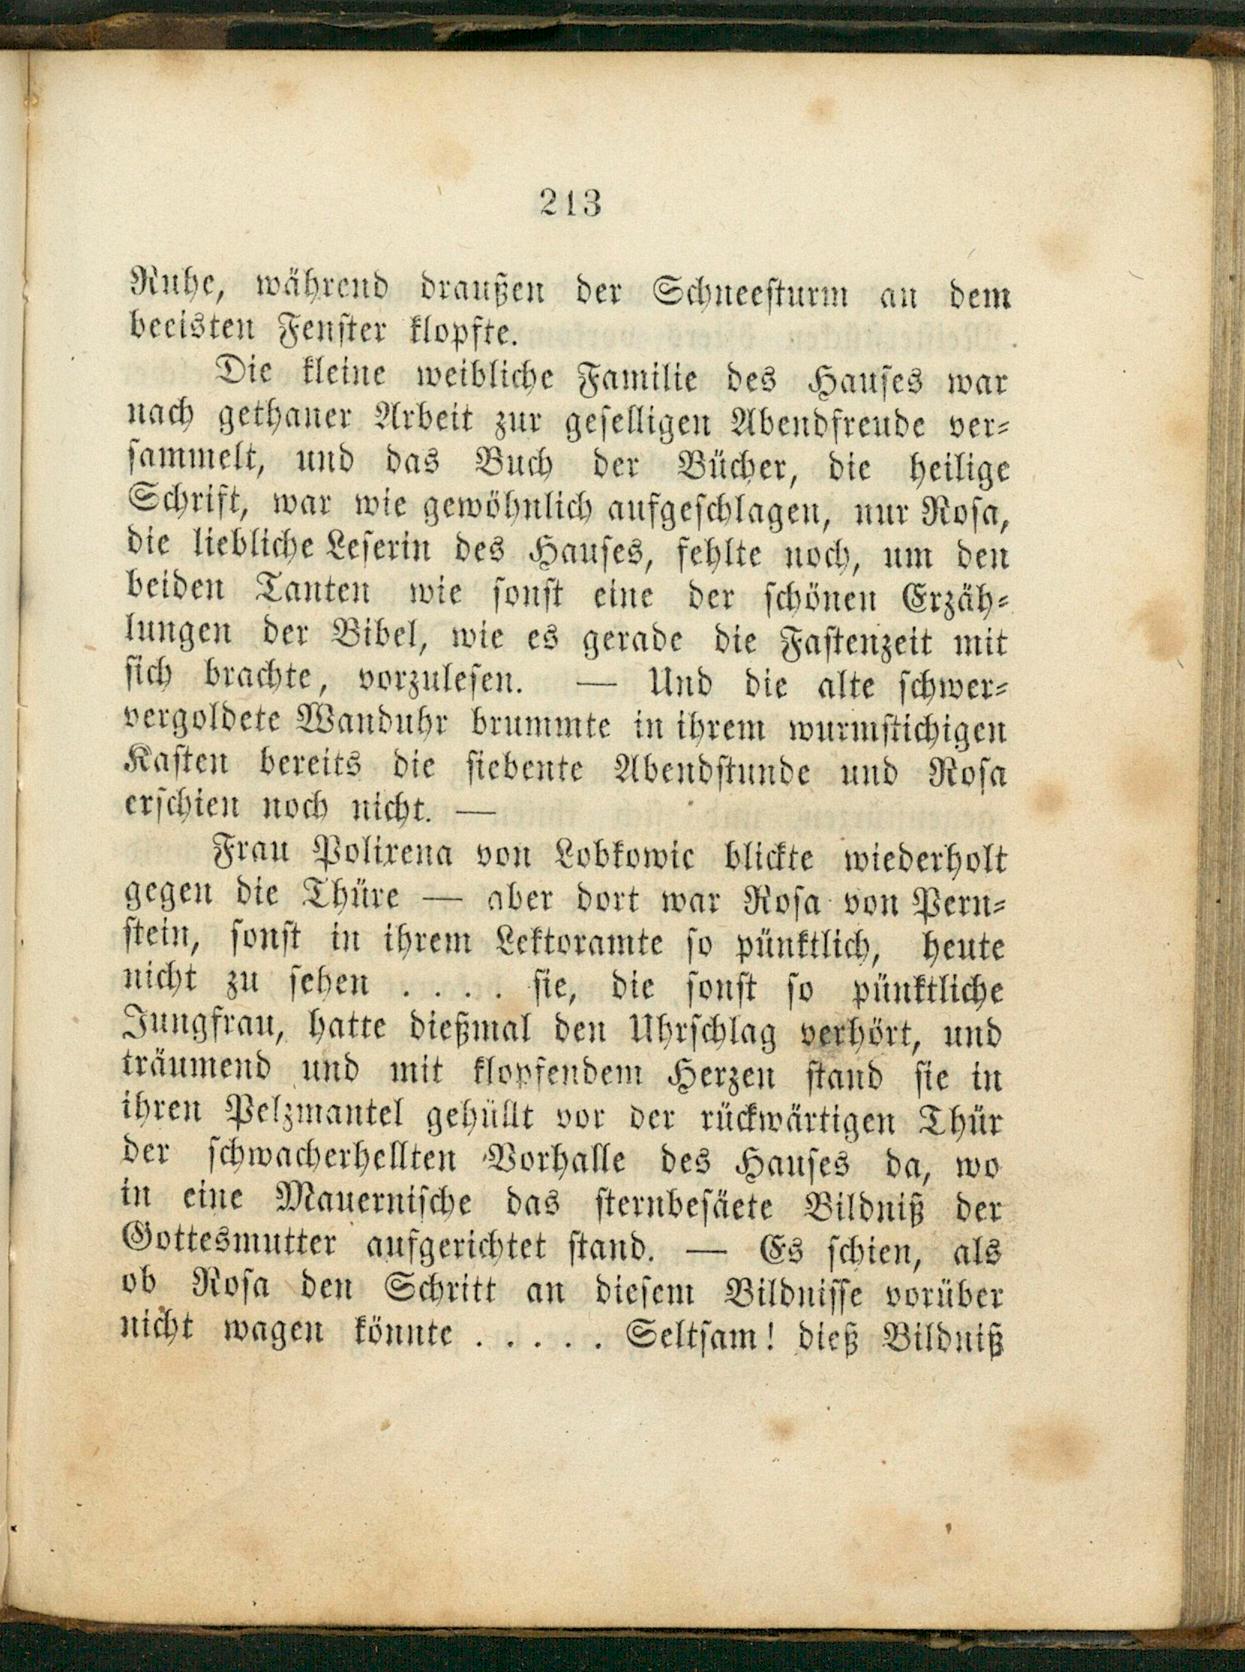 213
Ruhe, während draußen der Schneesturm an dem
beeisten Fenster klopfte.
Die kleine weibliche Familie des Hauses war
nach gethaner Arbeit zur geselligen Abendfreude ver-
sammelt, und das Buch der Bücher, die heilige
Schrift, war wie gewöhnlich aufgeschlagen, nur Rosa,
die liebliche Leserin des Hauses, fehlte noch, um den
beiden Tanten wie sonst eine der schönen Erzäh-
lungen der Bibel, wie es gerade die Fastenzeit mit
sich brachte, vorzulesen. — Und die alte schwer-
vergoldete Wanduhr brummte in ihrem wurmstichigen
Kasten bereits die siebente Abendstunde und Rosa
erschien noch nicht. —
Frau Polixena von Lobkowic blickte wiederholt
gegen die Thüre — aber dort war Rosa von Pern-
stein, sonst in ihrem Lektoramte so pünktlich, heute
nicht zu sehen . . . . sie, die sonst so pünktliche
Jungfrau, hatte dießmal den Uhrschlag verhört, und
träumend und mit klopfendem Herzen stand sie in
ihren Pelzmantel gehüllt vor der rückwärtigen Thür
der schwacherhellten Vorhalle des Hauses da, wo
in eine Mauernische das sternbesäete Bildniß der
Gottesmutter aufgerichtet stand. — Es schien, als
ob Rosa den Schritt an diesem Bildnisse vorüber
nicht wagen könnte . . . . . Seltsam! dieß Bildniß